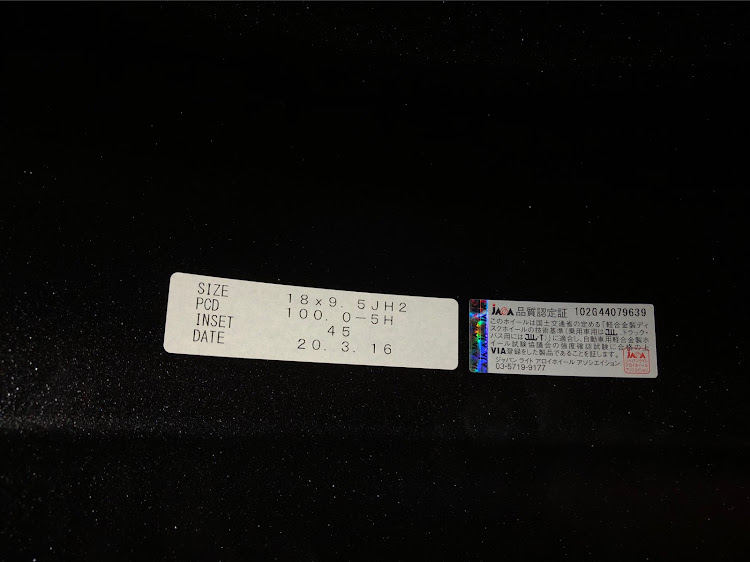 SIZE 18×9. 5JH2
PCD 100. 0-5H
INSET 45
DATE 20. 3. 16
JAWA 品質認定証 102G44079639
このホイールは国土交通省の定める「軽合金製ディ
スクホイールの技術基準(乗用車用はJWL トラック・
バス用にはJWL-T)」に適合し、自動車用軽合金製ホ
イール試験協議会の強度確認試験に合格の上
VIA登録をした製品であることを証します。
ジャパン ライト アロイホイール アソシエイション
03-5719-9177
JAWA